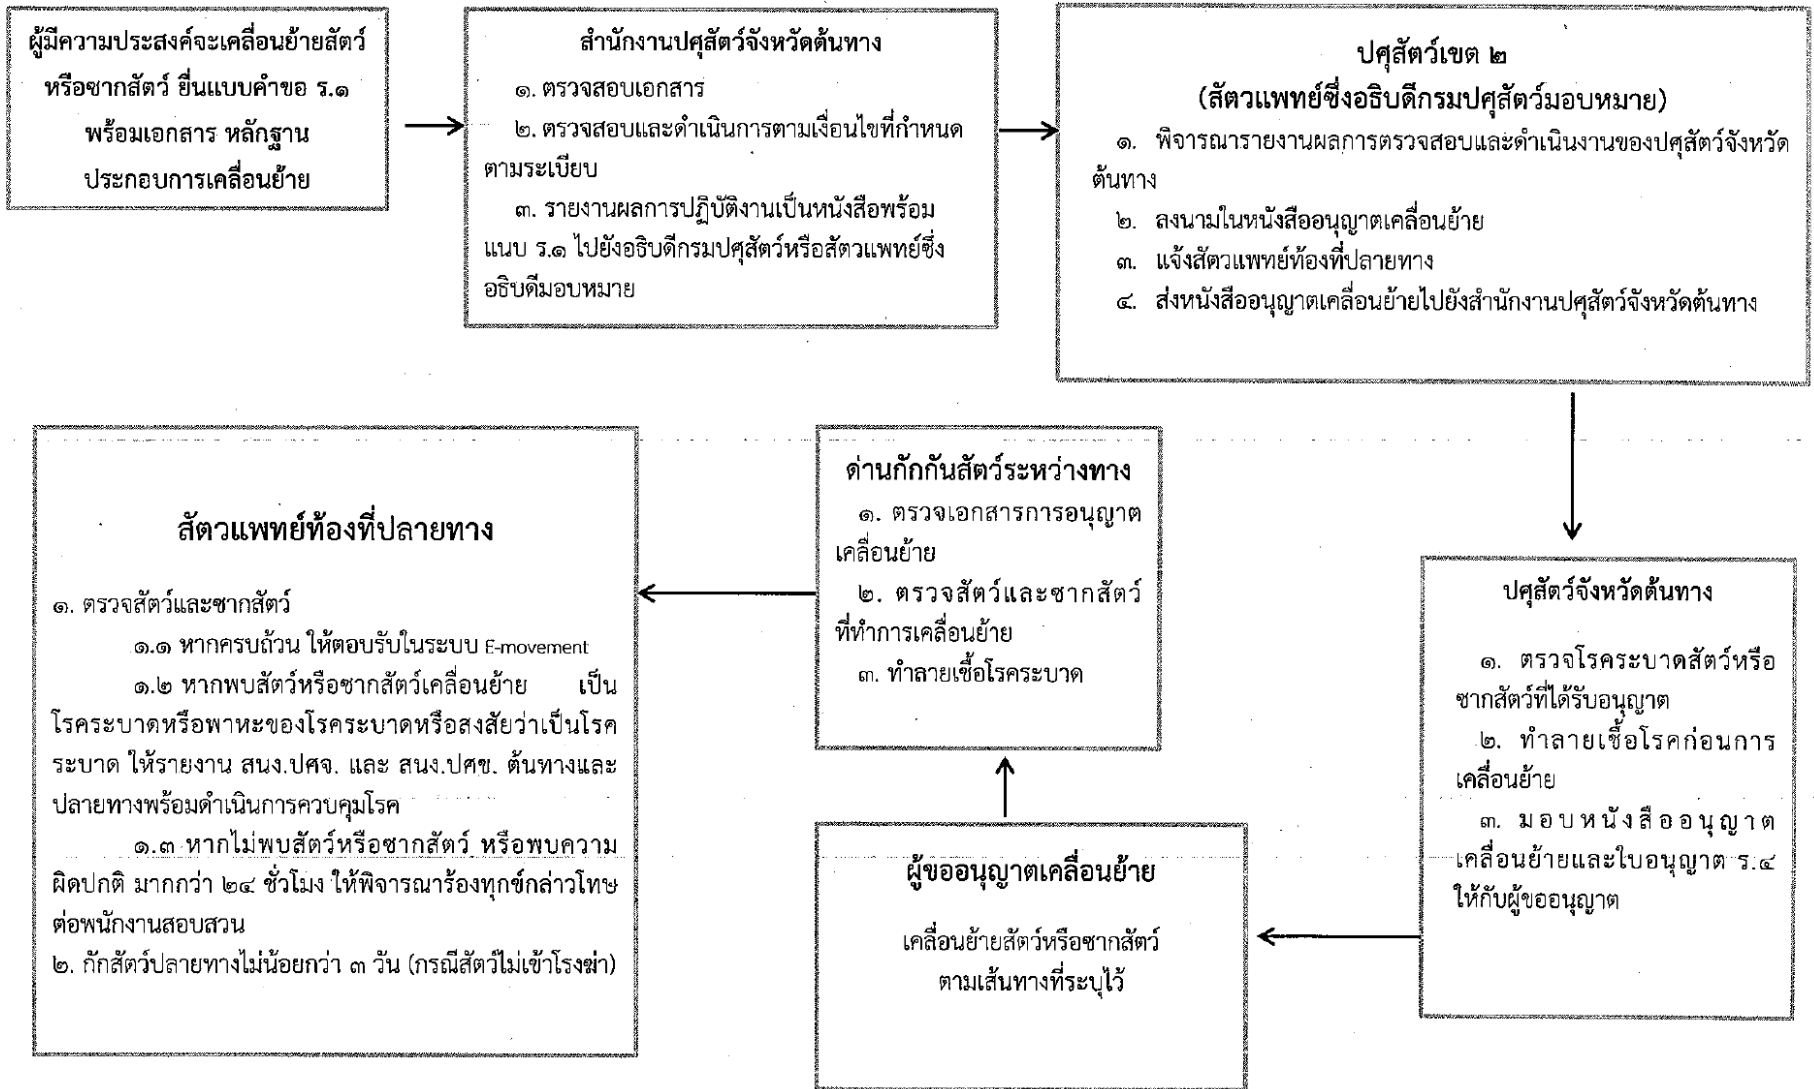 ผู้มีความประสงค์จะเคลื่อนย้ายสัตว์
หรือซากสัตว์ ยื่นแบบคำขอ ร.๑
พร้อมเอกสาร หลักฐาน
ประกอบการเคลื่อนย้าย
สำนักงานปศุสัตว์จังหวัดต้นทาง
๑. ตรวจสอบเอกสาร
๒. ตรวจสอบและดำเนินการตามเงื่อนไขที่กำหนด
ตามระเบียบ
๓. รายงานผลการปฏิบัติงานเป็นหนังสือพร้อม
แนบ ร.๑ ไปยังอธิบดีกรมปศุสัตว์หรือสัตวแพทย์ซึ่ง
อธิบดีมอบหมาย
ปศุสัตว์เขต ๒
(สัตวแพทย์ซึ่งอธิบดีกรมปศุสัตว์มอบหมาย)
๑. พิจารณารายงานผลการตรวจสอบและดำเนินงานของปศุสัตว์จังหวัด
ต้นทาง
๒. ลงนามในหนังสืออนุญาตเคลื่อนย้าย
๓. แจ้งสัตวแพทย์ท้องที่ปลายทาง
๔. ส่งหนังสืออนุญาตเคลื่อนย้ายไปยังสำนักงานปศุสัตว์จังหวัดต้นทาง
ปศุสัตว์จังหวัดต้นทาง
๑. ตรวจโรคระบาดสัตว์หรือ
ซากสัตว์ที่ได้รับอนุญาต
๒. ทำลายเชื้อโรคก่อนการ
เคลื่อนย้าย
๓. มอบหนังสืออนุญาต
เคลื่อนย้ายและใบอนุญาต ร.๔
ให้กับผู้ขออนุญาต
ผู้ขออนุญาตเคลื่อนย้าย
เคลื่อนย้ายสัตว์หรือซากสัตว์
ตามเส้นทางที่ระบุไว้
ด่านกักกันสัตว์ระหว่างทาง
๑. ตรวจเอกสารการอนุญาต
เคลื่อนย้าย
๒. ตรวจสัตว์และซากสัตว์
ที่ทำการเคลื่อนย้าย
๓. ทำลายเชื้อโรคระบาด
สัตวแพทย์ท้องที่ปลายทาง
๑. ตรวจสัตว์และซากสัตว์
๑.๑ หากครบถ้วน ให้ตอบรับในระบบ E-movement
๑.๒ หากพบสัตว์หรือซากสัตว์เคลื่อนย้าย เป็น
โรคระบาดหรือพาหะของโรคระบาดหรือสงสัยว่าเป็นโรค
ระบาด ให้รายงาน สนง.ปศจ. และ สนง.ปศข. ต้นทางและ
ปลายทางพร้อมดำเนินการควบคุมโรค
๑.๓ หากไม่พบสัตว์หรือซากสัตว์ หรือพบความ
ผิดปกติ มากกว่า ๒๔ ชั่วโมง ให้พิจารณาร้องทุกข์กล่าวโทษ
ต่อพนักงานสอบสวน
๒. กักสัตว์ปลายทางไม่น้อยกว่า ๓ วัน (กรณีสัตว์ไม่เข้าโรงฆ่า)